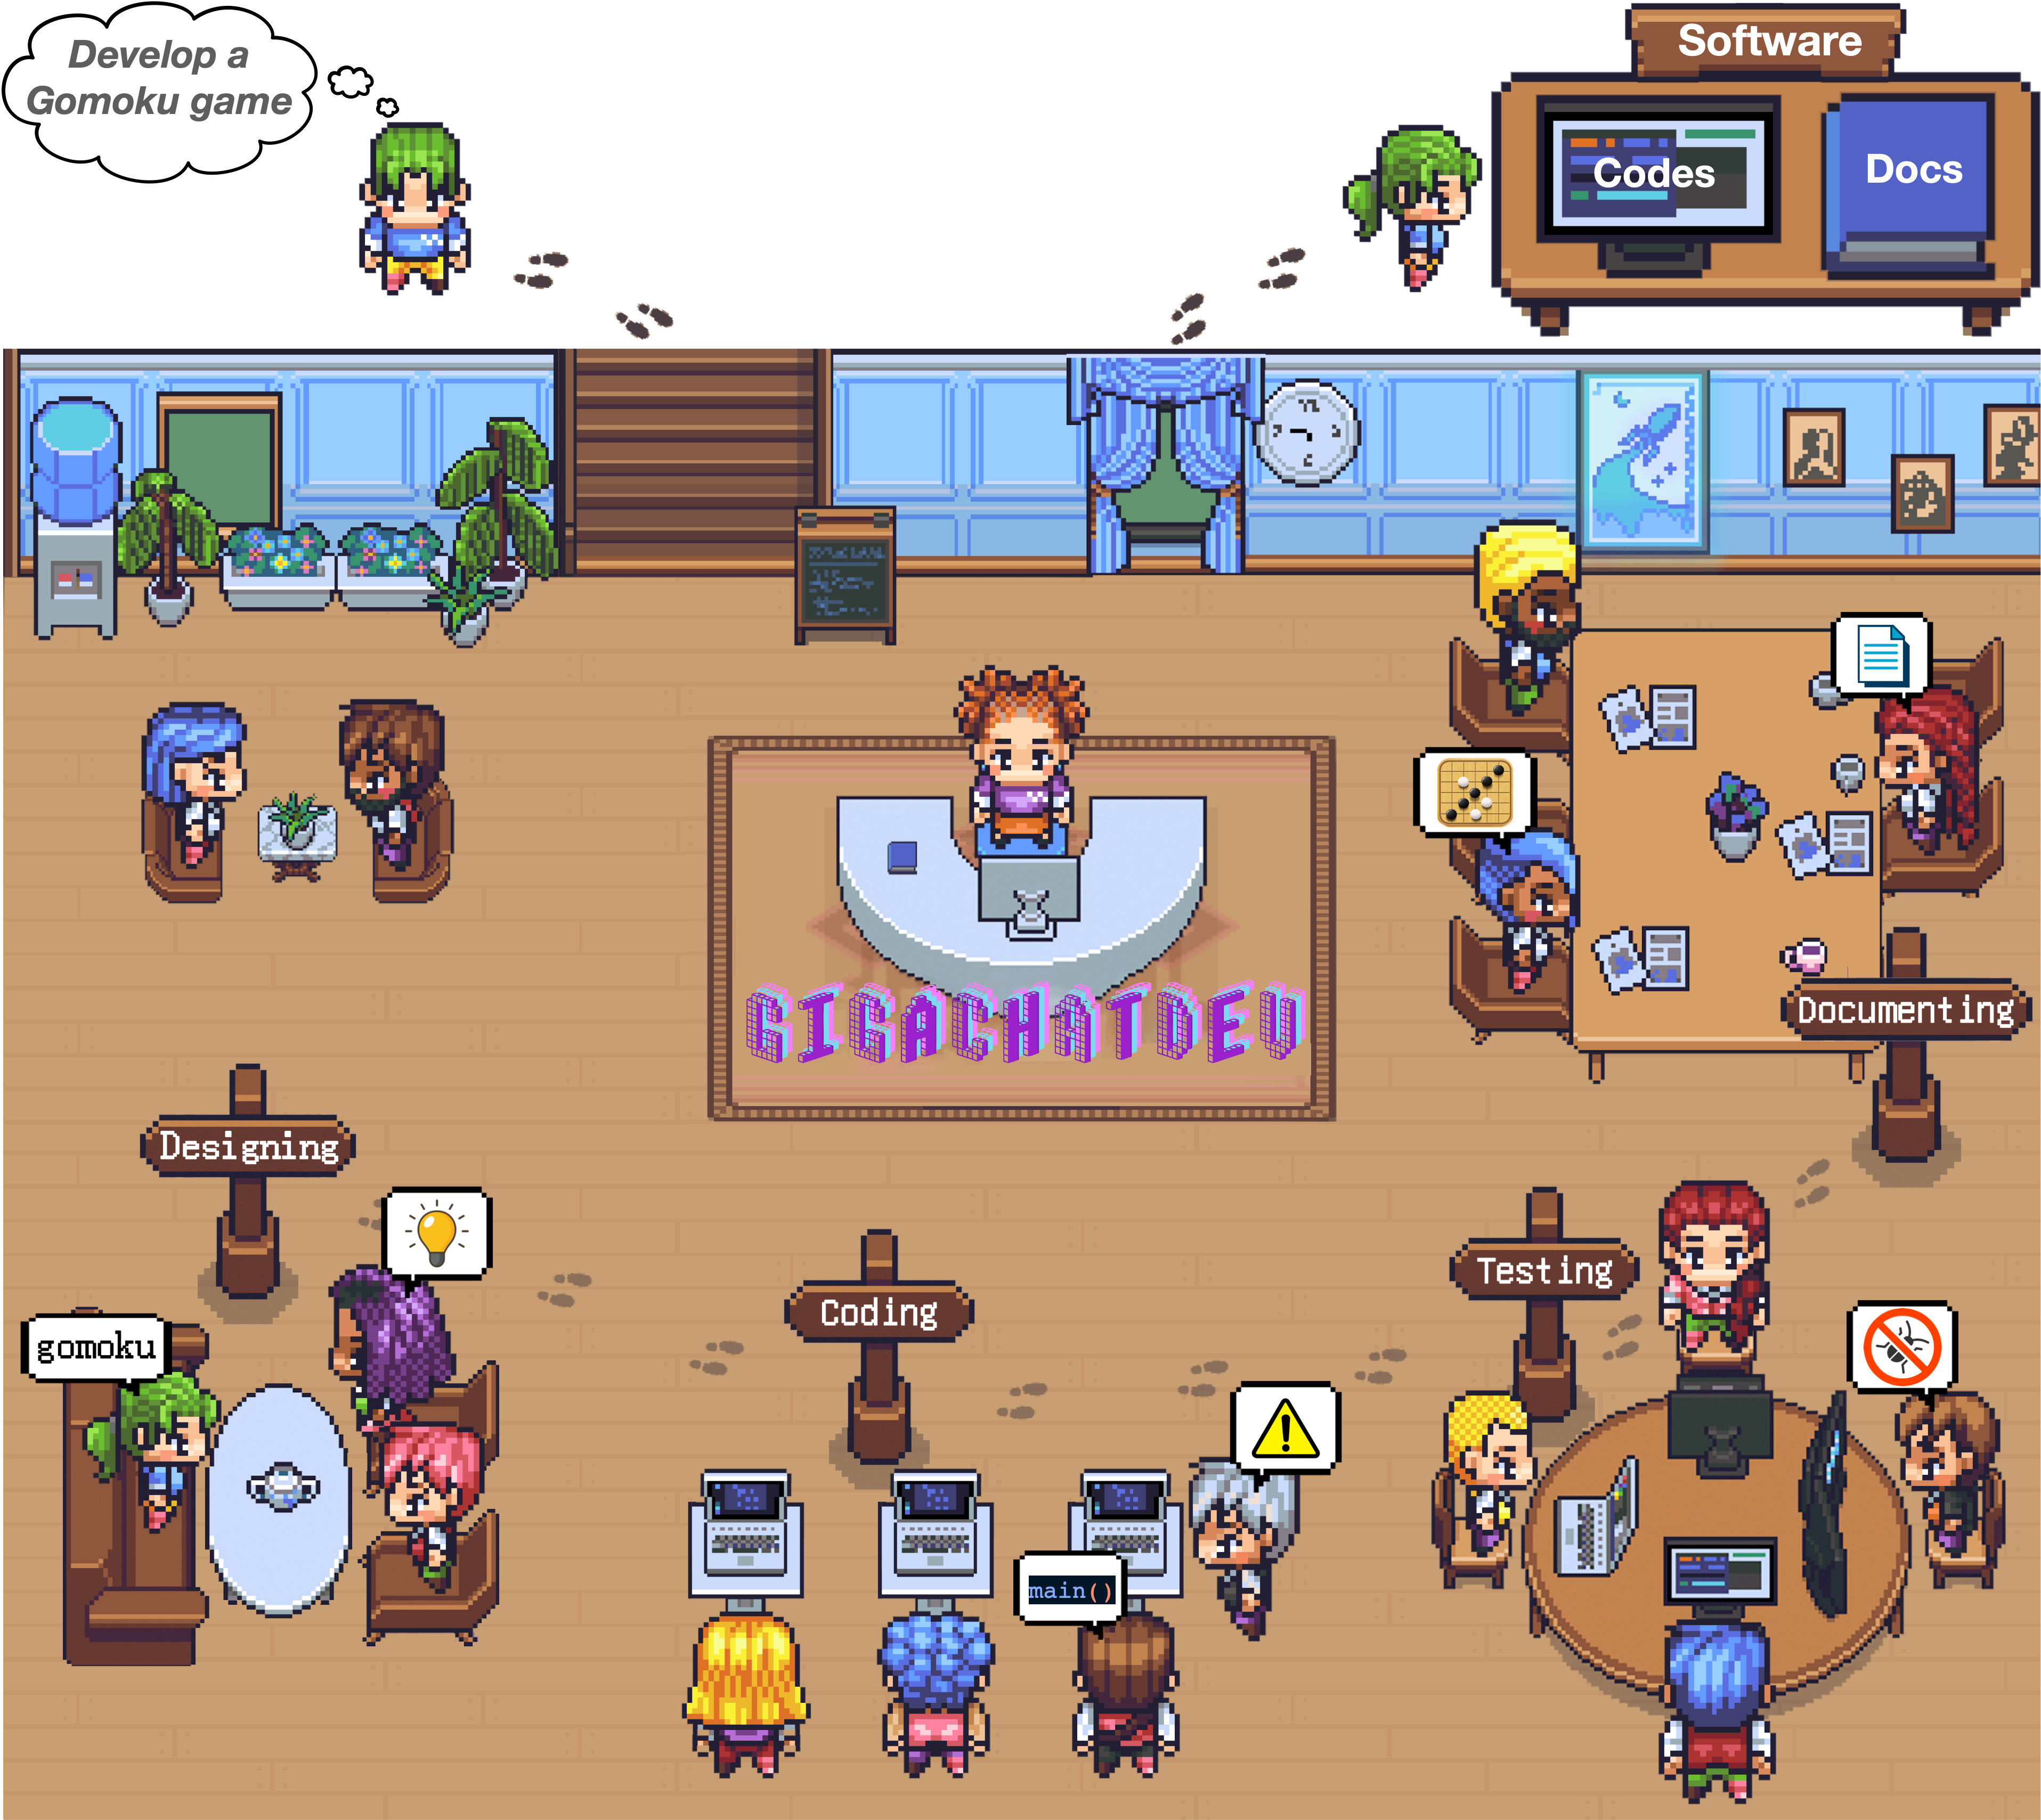 Develop a
Gomoku game
Software
Codes
Docs
GIGACHATDEV
Documenting
Designing
Testing
Coding
gomoku
main()